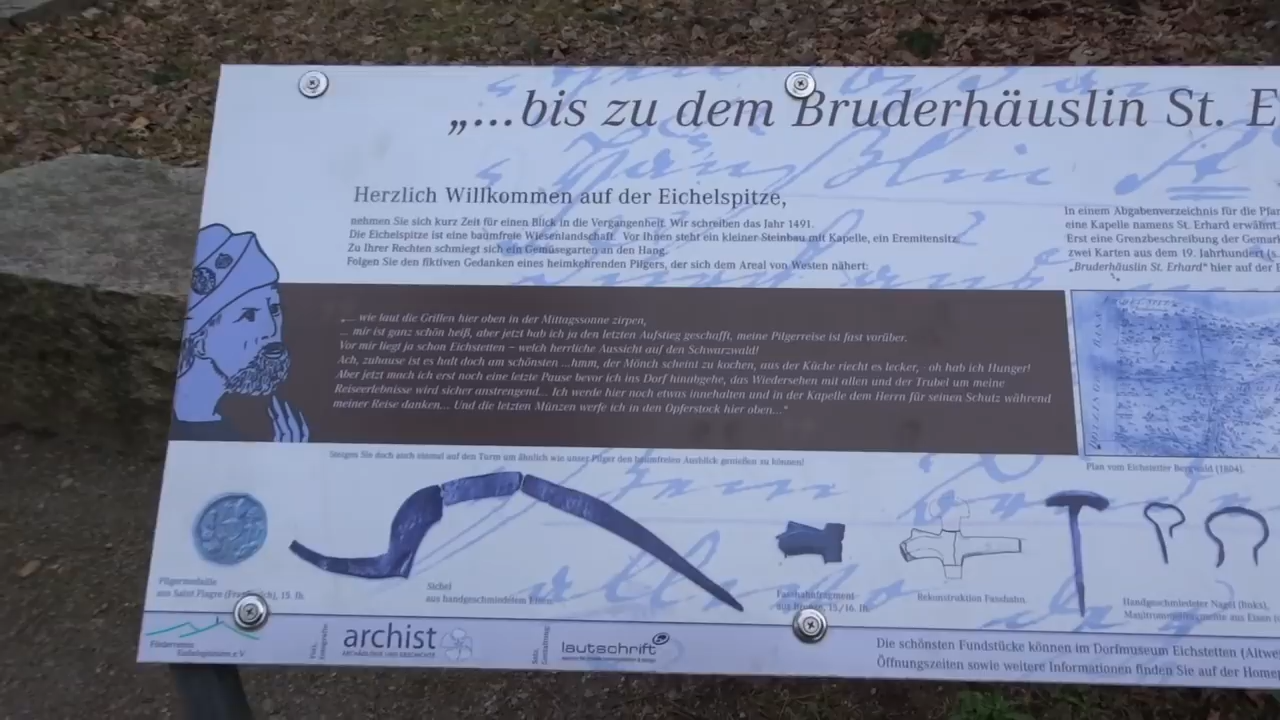 „...bis zu dem Bruderhäuslin St. E
Herzlich Willkommen auf der Eichelspitze,
nehmen Sie sich kurz Zeit für einen Blick in die Vergangenheit. Wir schreiben das Jahr 1491.
Die Eichelspitze ist eine baumfreie Wiesenlandschaft. Vor Ihnen steht ein kleiner Steinbau mit Kapelle, ein Eremitensitz.
Zu Ihrer Rechten schmiegt sich ein Gemüsegarten an den Hang.
Folgen Sie den fiktiven Gedanken eines heimkehrenden Pilgers, der sich dem Areal von Westen nähert:
„... wie laut die Grillen hier oben in der Mittagssonne zirpen,
... mir ist ganz schön heiß, aber jetzt hab ich ja den letzten Aufstieg geschafft, meine Pilgerreise ist fast vorüber.
Vor mir liegt ja schon Eichstetten – welch herrliche Aussicht auf den Schwarzwald!
Ach, zuhause ist es halt doch am schönsten ...hmm, der Mönch scheint zu kochen, aus der Küche riecht es lecker, - oh hab ich Hunger!
Aber jetzt mach ich erst noch eine letzte Pause bevor ich ins Dorf hinabgehe, das Wiedersehen mit allen und der Trubel um meine
Reiseerlebnisse wird sicher anstrengend... Ich werde hier noch etwas innehalten und in der Kapelle dem Herrn für seinen Schutz während
meiner Reise danken... Und die letzten Münzen werfe ich in den Opferstock hier oben..."
Steigen Sie doch auch einmal auf den Turm um ähnlich wie unser Pilger den baumfreien Ausblick genießen zu können!
In einem Abgabenverzeichnis für die Pfar
eine Kapelle namens St. Erhard erwähnt.
Erst eine Grenzbeschreibung der Gemar
zwei Karten aus dem 19. Jahrhundert (s.
„Bruderhäuslin St. Erhard" hier auf der
Plan vom Eichstetter Bergwald (1804).
Pilgermedaille
aus Saint Fiagre 15. Jh.
Sichel
aus handgeschmiedetem Eisen
Fasshahnfragment
aus 15/16. Jh.
Rekonstruktion Fasshahn.
Handgeschmiedeter Nagel (links),
aus Eisen
Förderverein
e.V
archist
ARCHÄOLOGIE UND GESCHICHTE
lautschrift
Die schönsten Fundstücke können im Dorfmuseum Eichstetten (Altwe
Öffnungszeiten sowie weitere Informationen finden Sie auf der Home